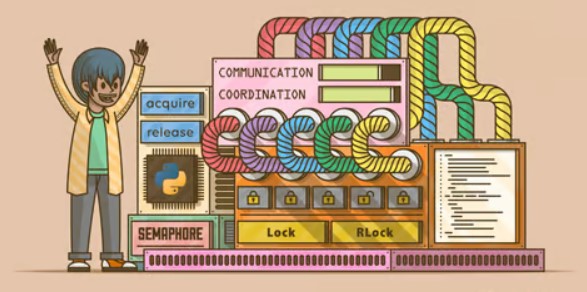 COMMUNICATION
COORDINATION
acquire
release
SEMAPHORE
Lock
RLock